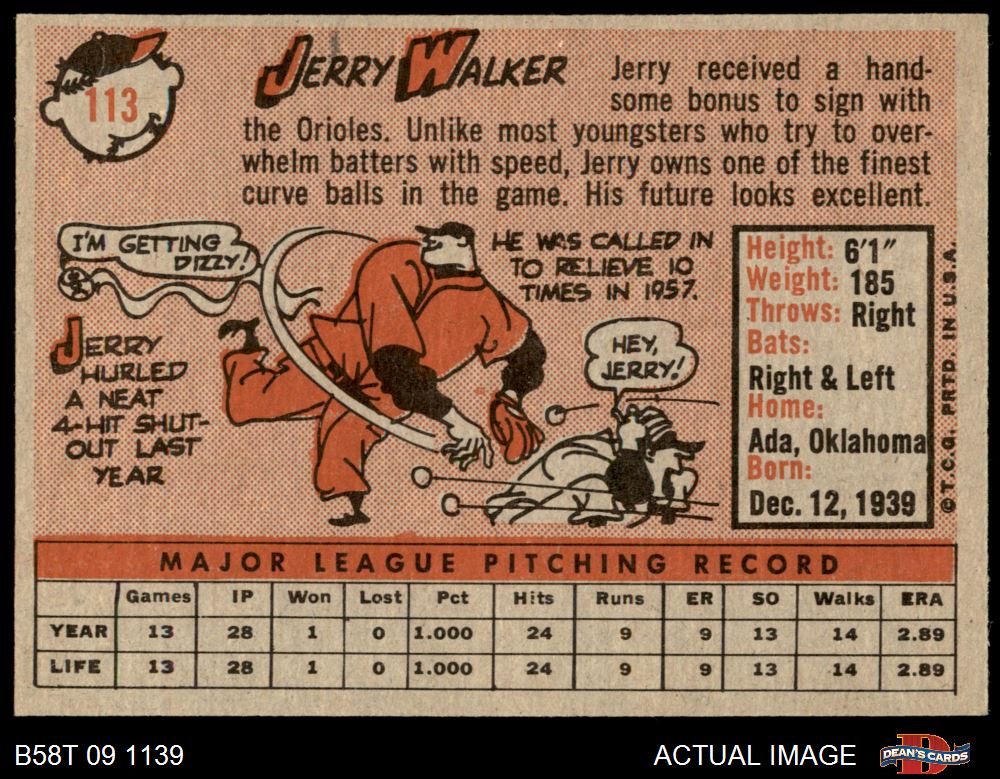 113
JERRY WALKER
Jerry received a hand-
some bonus to sign with
the Orioles. Unlike most youngsters who try to over-
whelm batters with speed, Jerry owns one of the finest
curve balls in the game. His future looks excellent.
I'M GETTING
DIZZY!
HE WAS CALLED IN
TO RELIEVE 10
TIMES IN 1957.
JERRY
HURLED
A NEAT
4-HIT SHUT-
OUT LAST
YEAR
HEY,
JERRY!
Height: 6'1"
Weight: 185
Throws: Right
Bats:
Right & Left
Home:
Ada, Oklahoma
Born:
Dec. 12, 1939
©T.C.G. PRTD. IN U.S.A.
MAJOR LEAGUE PITCHING RECORD
Games IP Won Lost Pct Hits Runs ER SO Walks ERA
YEAR 13 28 1 0 1.000 24 9 9 13 14 2.89
LIFE 13 28 1 0 1.000 24 9 9 13 14 2.89
B58T 09 1139
ACTUAL IMAGE
DEAN'S CARDS